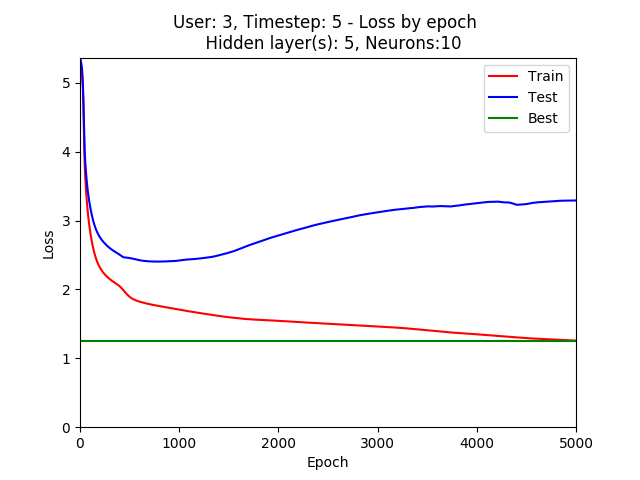 User: 3, Timestep: 5 - Loss by epoch
Hidden layer(s): 5, Neurons:10
Train
Test
Best
5
4
3
2
1
0
Loss
0 1000 2000 3000 4000 5000
Epoch